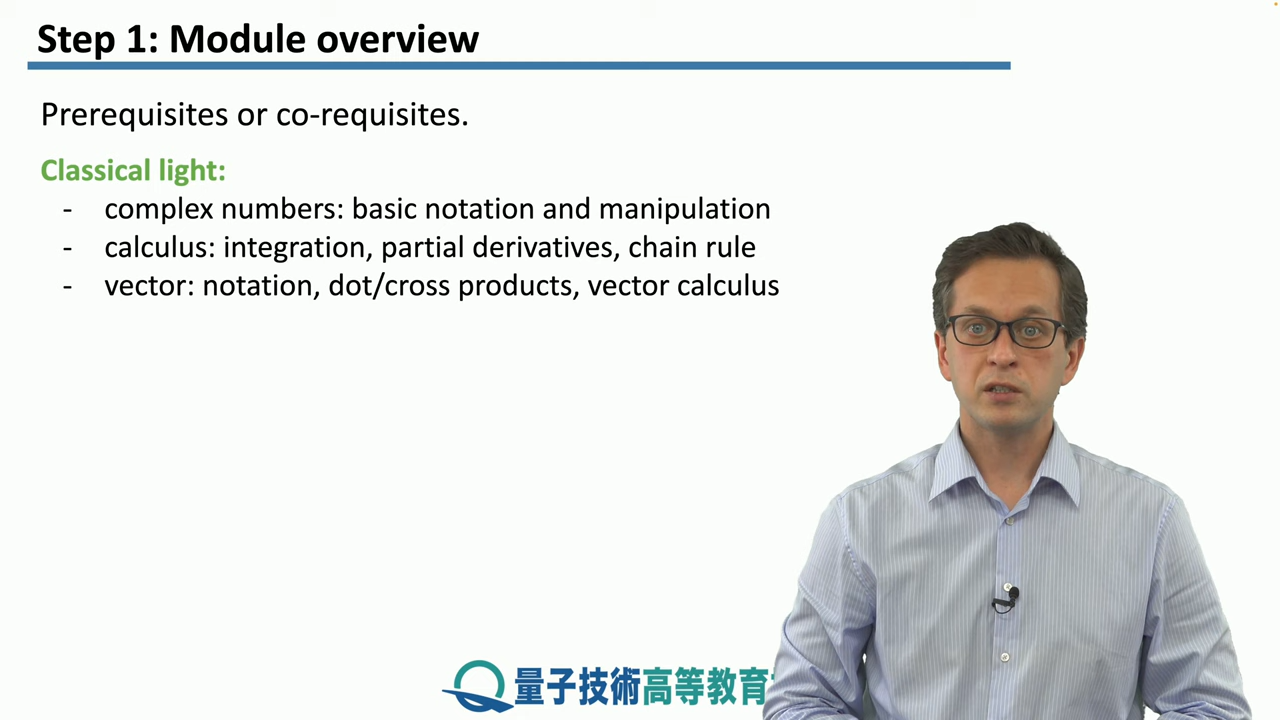 Step 1: Module overview
Prerequisites or co-requisites.
Classical light:
- complex numbers: basic notation and manipulation
- calculus: integration, partial derivatives, chain rule
- vector: notation, dot/cross products, vector calculus
量子技術高等教育